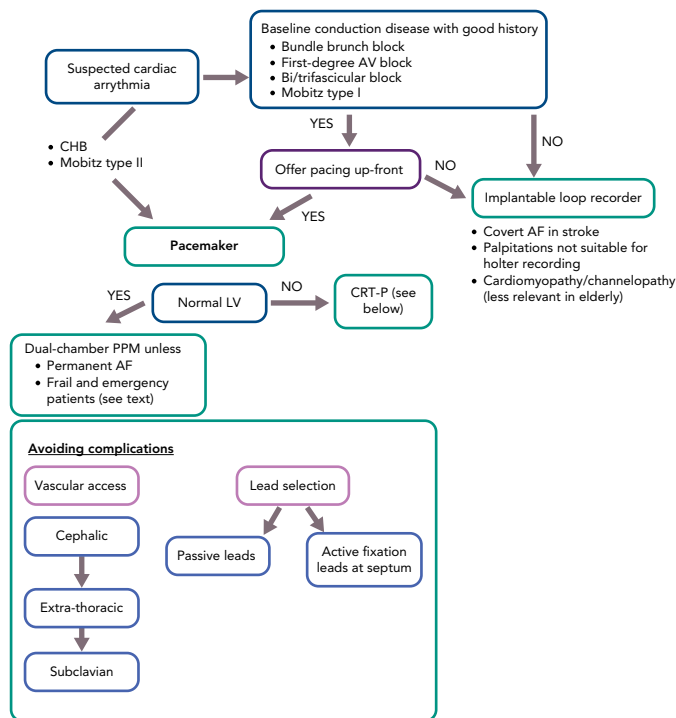 Baseline conduction disease with good history
• Bundle brunch block
• First-degree AV block
• Bi/trifascicular block
• Mobitz type I
Suspected cardiac
arrythmia
YES
NO
• CHB
• Mobitz type II
Offer pacing up-front
NO
Implantable loop recorder
YES
• Covert AF in stroke
• Palpitations not suitable for
holter recording
• Cardiomyopathy/channelopathy
(less relevant in elderly)
Pacemaker
YES
Normal LV
NO
CRT-P (see
below)
Dual-chamber PPM unless
• Permanent AF
• Frail and emergency
patients (see text)
Avoiding complications
Vascular access
Lead selection
Cephalic
Passive leads
Active fixation
leads at septum
Extra-thoracic
Subclavian